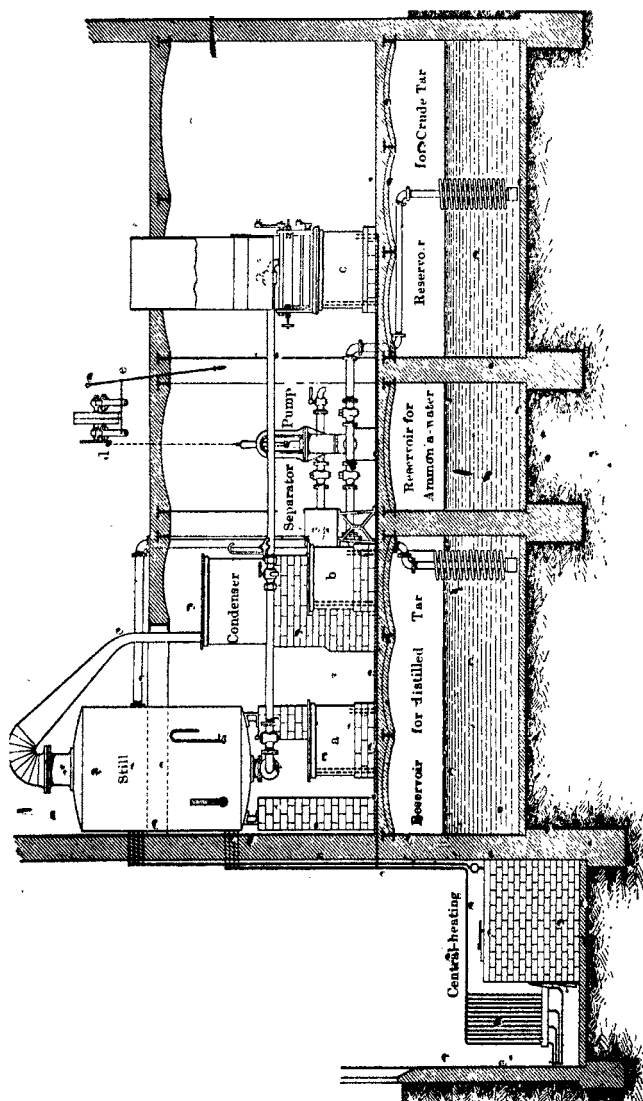 Still
Condenser
Separator
Pump
a
b
c
d
e
Central-heating
Reservoir for distilled Tar
Reservoir for
Ammonia-water
Reservoir for Crude Tar